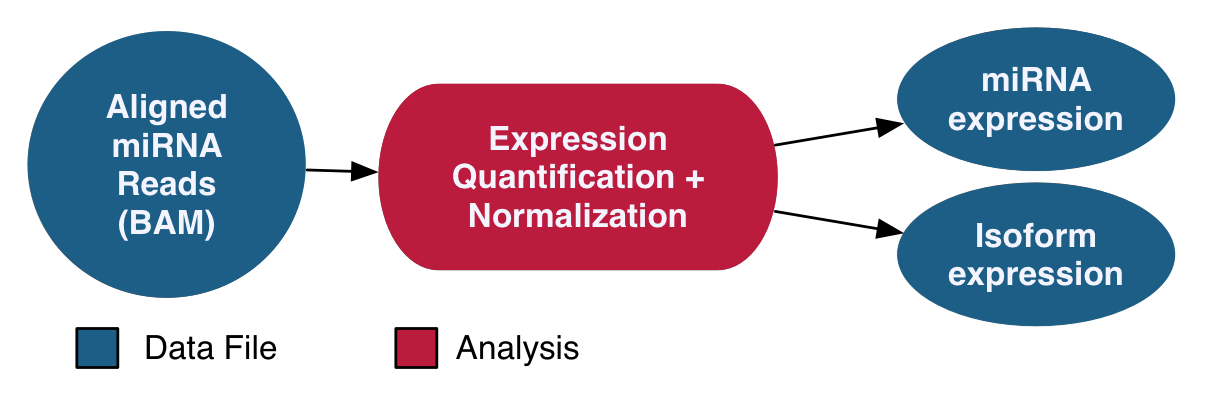 Aligned
miRNA
Reads
(BAM)
Expression
Quantification +
Normalization
miRNA
expression
Isoform
expression
Data File
Analysis